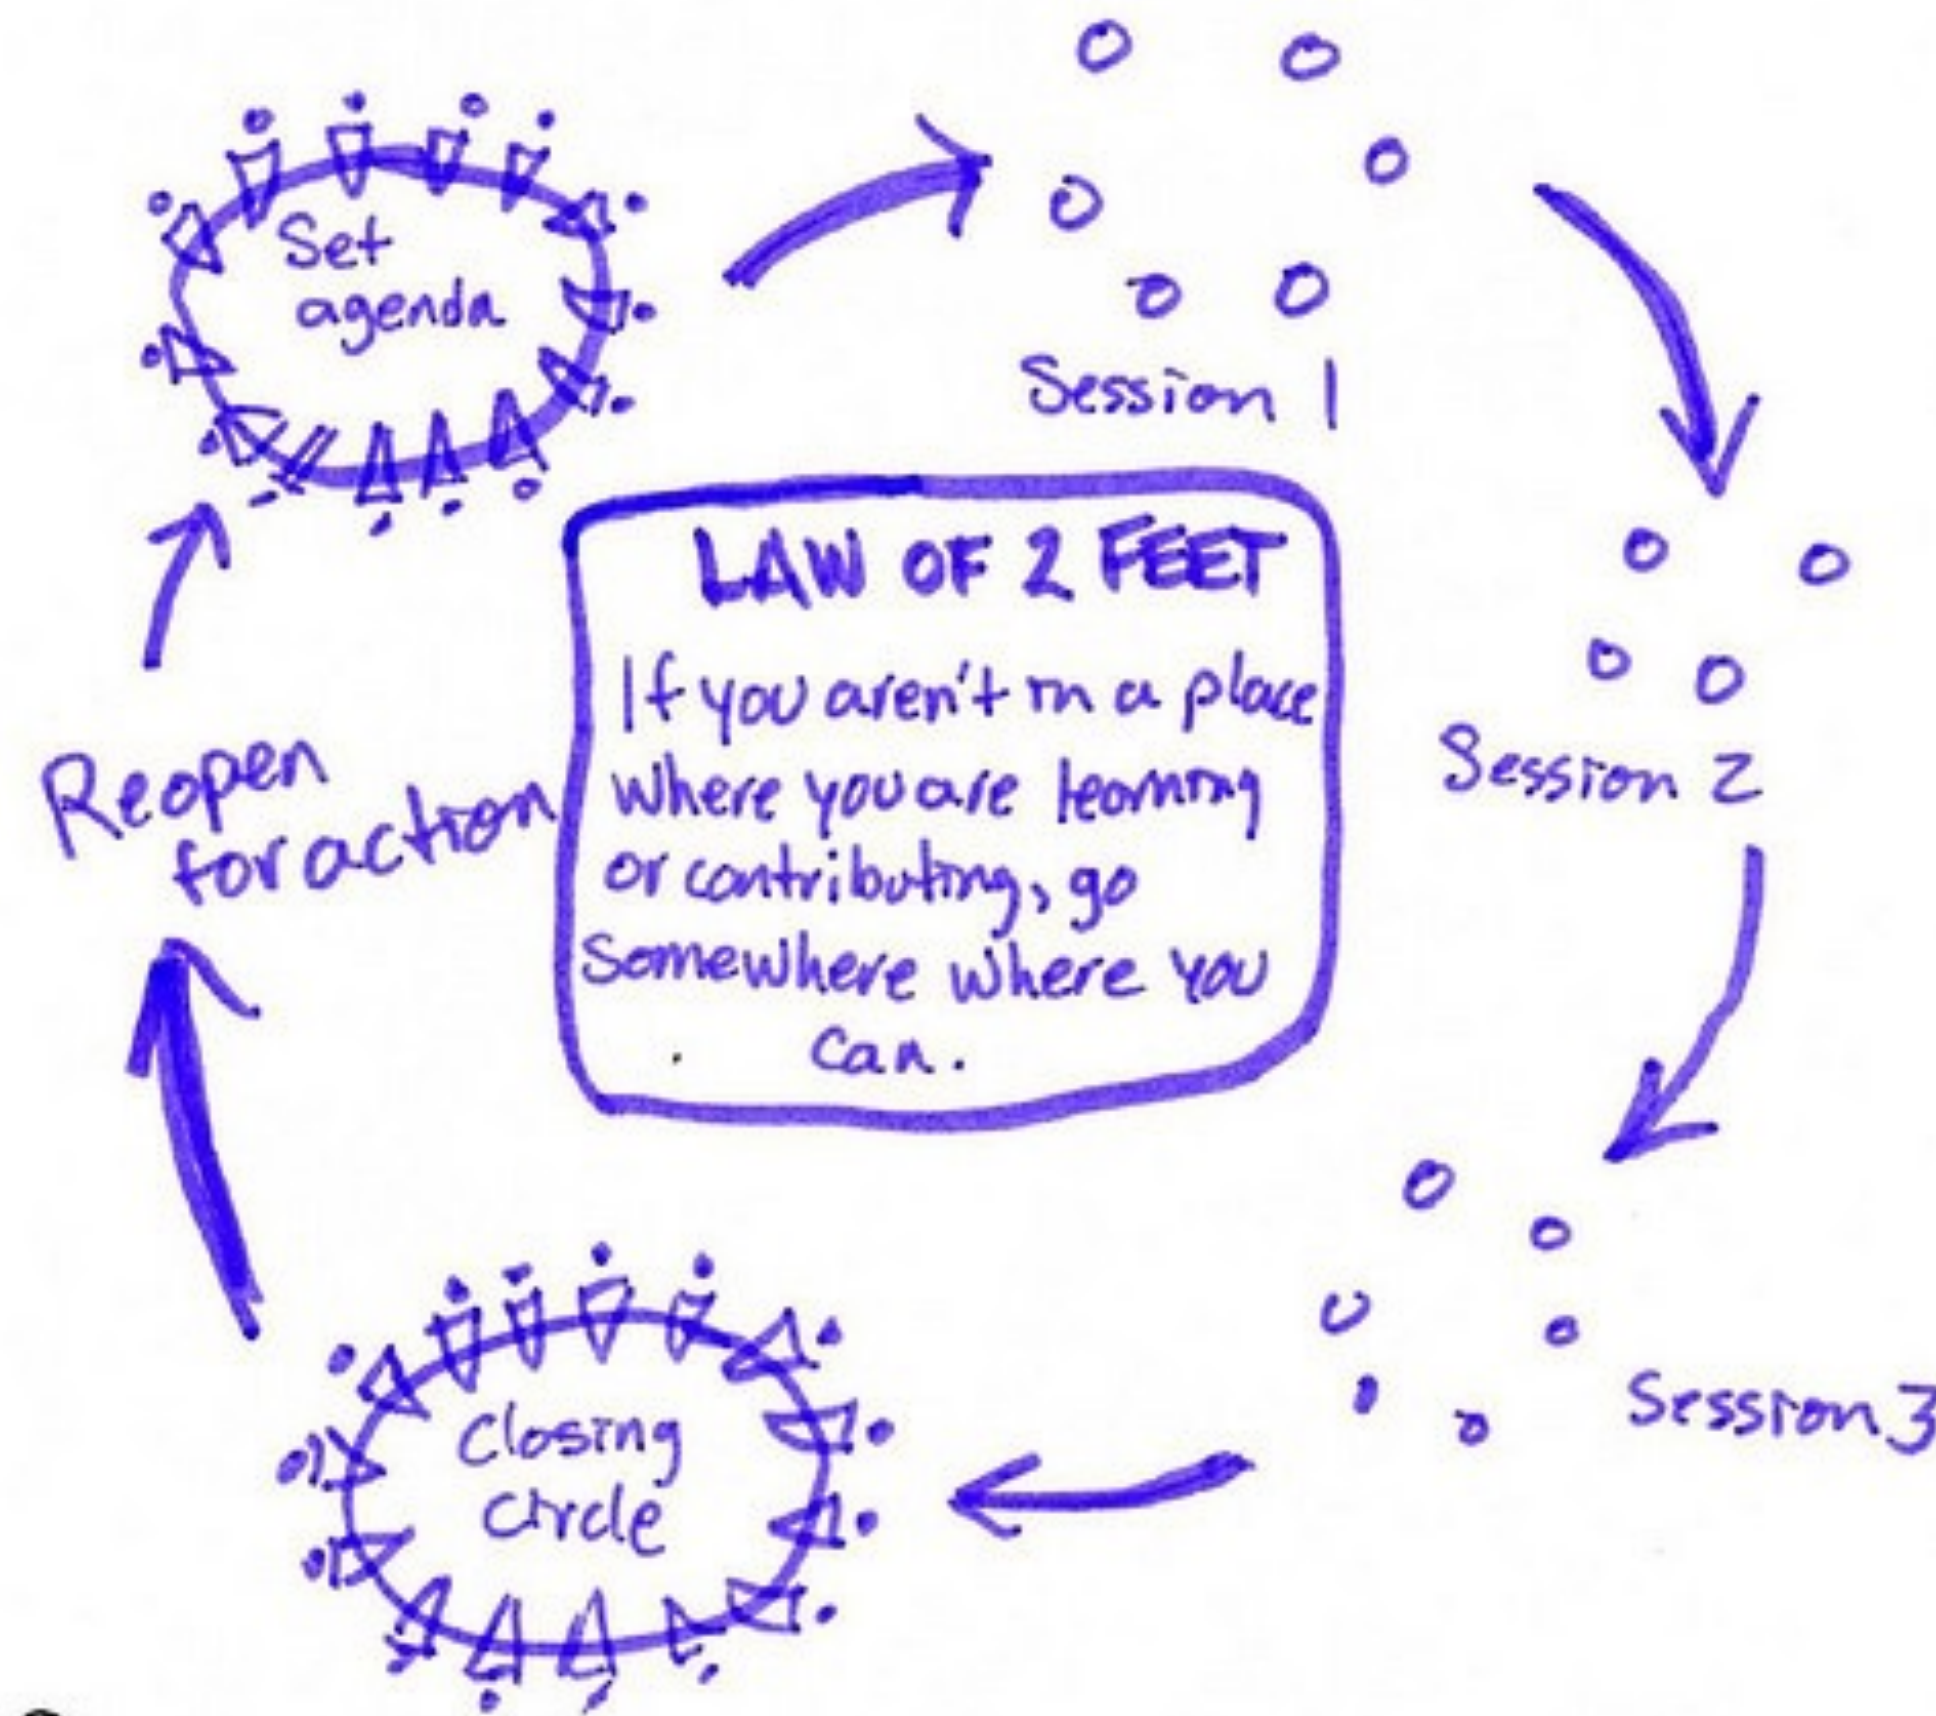 Set
agenda
Session 1
LAW OF 2 FEET
If you aren't in a place
where you are learning
or contributing, go
Somewhere where you
can.
Session 2
Reopen
for action
Session 3
Closing
circle